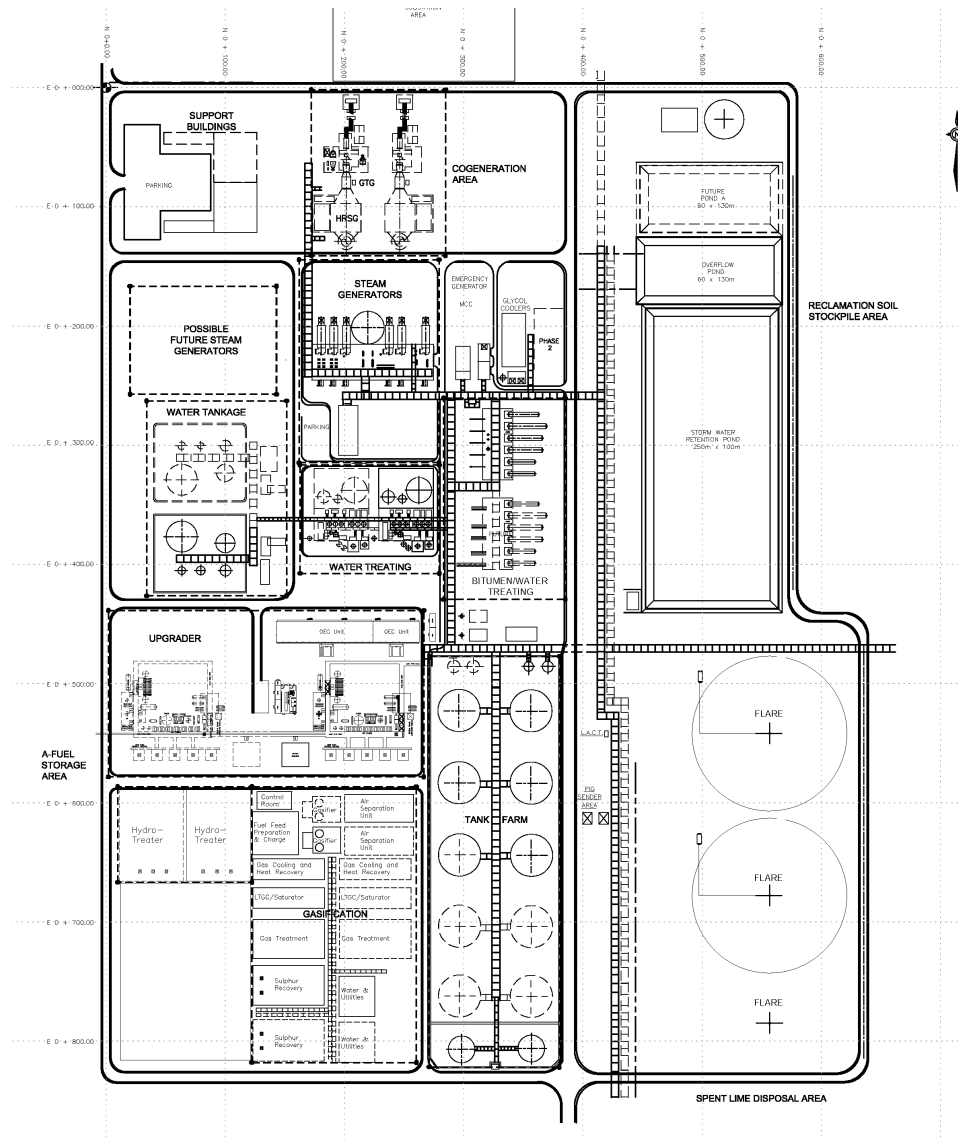 AREA
N 0+0.00
N 0 + 100.00
N 0 + 200.00
N 0 + 300.00
N 0 + 400.00
N 0 + 500.00
N 0 + 600.00
E 0 + 000.00
E 0 + 100.00
E 0 + 200.00
E 0 + 300.00
E 0 + 400.00
E 0 + 500.00
E 0 + 600.00
E 0 + 700.00
E 0 + 800.00
SUPPORT
BUILDINGS
PARKING
GTG
HRSG
COGENERATION
AREA
FUTURE
POND A
60 x 130m
OVERFLOW
POND
60 x 130m
RECLAMATION SOIL
STOCKPILE AREA
STEAM
GENERATORS
EMERGENCY
GENERATOR
MCC
GLYCOL
COOLERS
PHASE
2
POSSIBLE
FUTURE STEAM
GENERATORS
WATER TANKAGE
PARKING
STORM WATER
RETENTION POND
250m x 100m
WATER TREATING
BITUMEN/WATER
TREATING
UPGRADER
OEC Unit
OEC Unit
FLARE
L.A.C.T.
A-FUEL
STORAGE
AREA
PIG
SENDER
AREA
TANK FARM
FLARE
FLARE
Hydro-
Treater
Hydro-
Treater
Control
Room
Gasifier
Air
Separation
Unit
Fuel Feed
Preparation
& Charge
Gasifier
Air
Separation
Unit
Gas Cooling and
Heat Recovery
Gas Cooling and
Heat Recovery
LTGC/Saturator
LTGC/Saturator
GASIFICATION
Gas Treatment
Gas Treatment
Sulphur
Recovery
Water &
Utilities
Sulphur
Recovery
Water &
Utilities
SPENT LIME DISPOSAL AREA